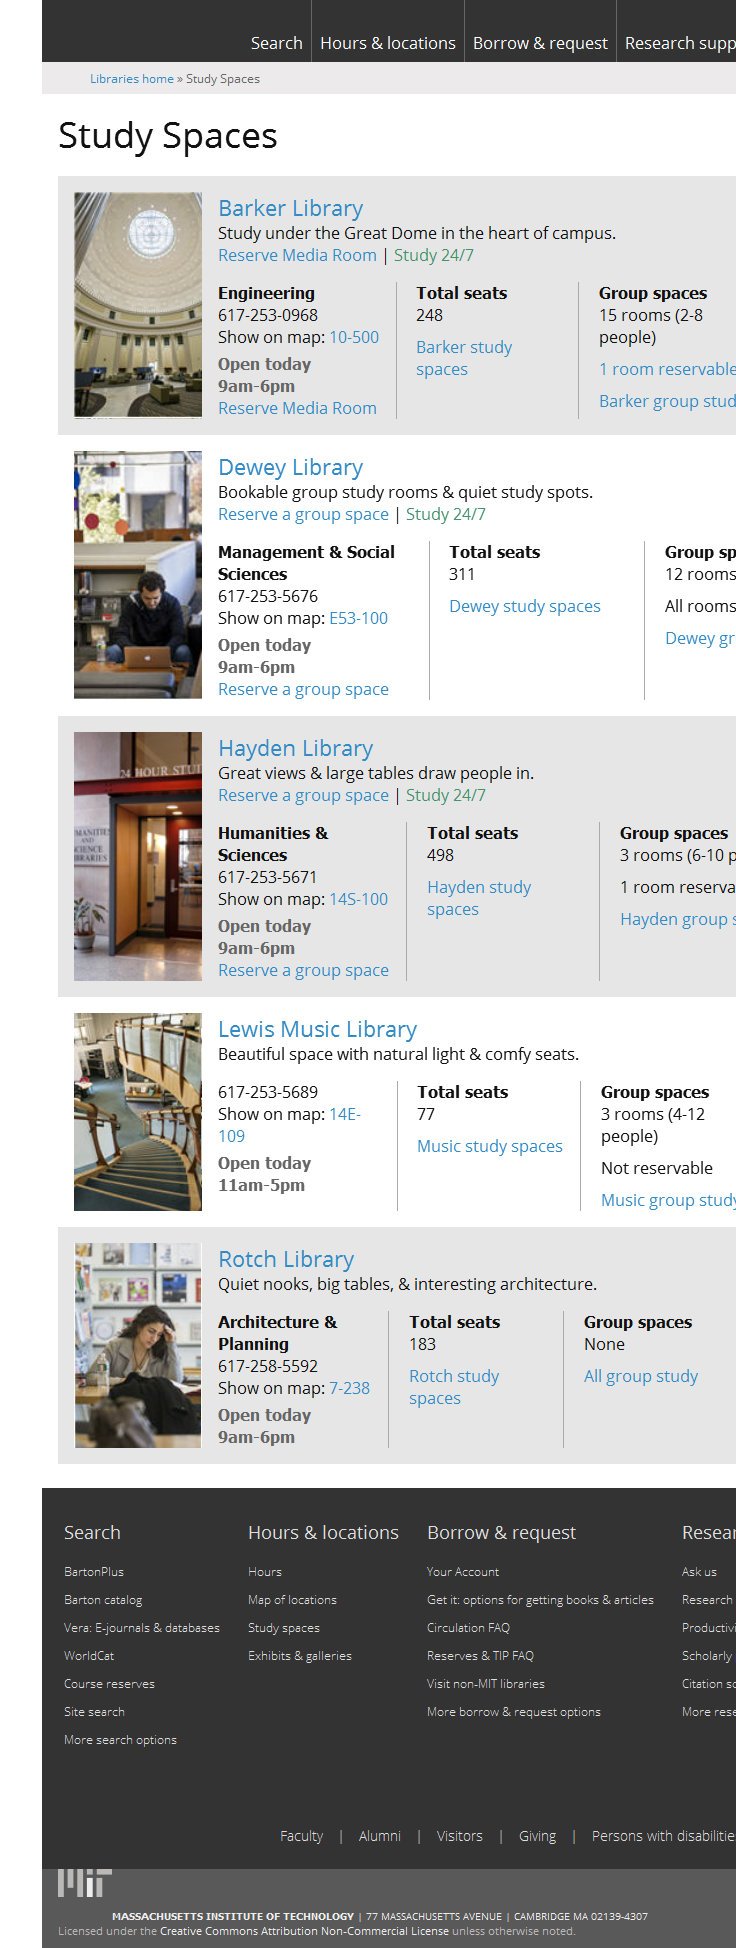 Search Hours & locations Borrow & request Research supp
Libraries home » Study Spaces
Study Spaces
Barker Library
Study under the Great Dome in the heart of campus.
Reserve Media Room | Study 24/7
Engineering
617-253-0968
Show on map: 10-500
Open today
9am-6pm
Reserve Media Room
Total seats
248
Barker study
spaces
Group spaces
15 rooms (2-8
people)
1 room reservable
Barker group stud
Dewey Library
Bookable group study rooms & quiet study spots.
Reserve a group space | Study 24/7
Management & Social
Sciences
617-253-5676
Show on map: E53-100
Open today
9am-6pm
Reserve a group space
Total seats
311
Dewey study spaces
Group sp
12 rooms
All rooms
Dewey gr
24 HOUR STU
MANITIES
AND
CIENCE
BRARIES
Hayden Library
Great views & large tables draw people in.
Reserve a group space | Study 24/7
Humanities &
Sciences
617-253-5671
Show on map: 14S-100
Open today
9am-6pm
Reserve a group space
Total seats
498
Hayden study
spaces
Group spaces
3 rooms (6-10 p
1 room reserva
Hayden group s
Lewis Music Library
Beautiful space with natural light & comfy seats.
617-253-5689
Show on map: 14E-
109
Open today
11am-5pm
Total seats
77
Music study spaces
Group spaces
3 rooms (4-12
people)
Not reservable
Music group study
Rotch Library
Quiet nooks, big tables, & interesting architecture.
Architecture &
Planning
617-258-5592
Show on map: 7-238
Open today
9am-6pm
Total seats
183
Rotch study
spaces
Group spaces
None
All group study
Search
BartonPlus
Barton catalog
Vera: E-journals & databases
WorldCat
Course reserves
Site search
More search options
Hours & locations
Hours
Map of locations
Study spaces
Exhibits & galleries
Borrow & request
Your Account
Get it: options for getting books & articles
Circulation FAQ
Reserves & TIP FAQ
Visit non-MIT libraries
More borrow & request options
Resear
Ask us
Research
Productivi
Scholarly
Citation so
More rese
Faculty | Alumni | Visitors | Giving | Persons with disabilitie
MIT
MASSACHUSETTS INSTITUTE OF TECHNOLOGY | 77 MASSACHUSETTS AVENUE | CAMBRIDGE MA 02139-4307
Licensed under the Creative Commons Attribution Non-Commercial License unless otherwise noted.